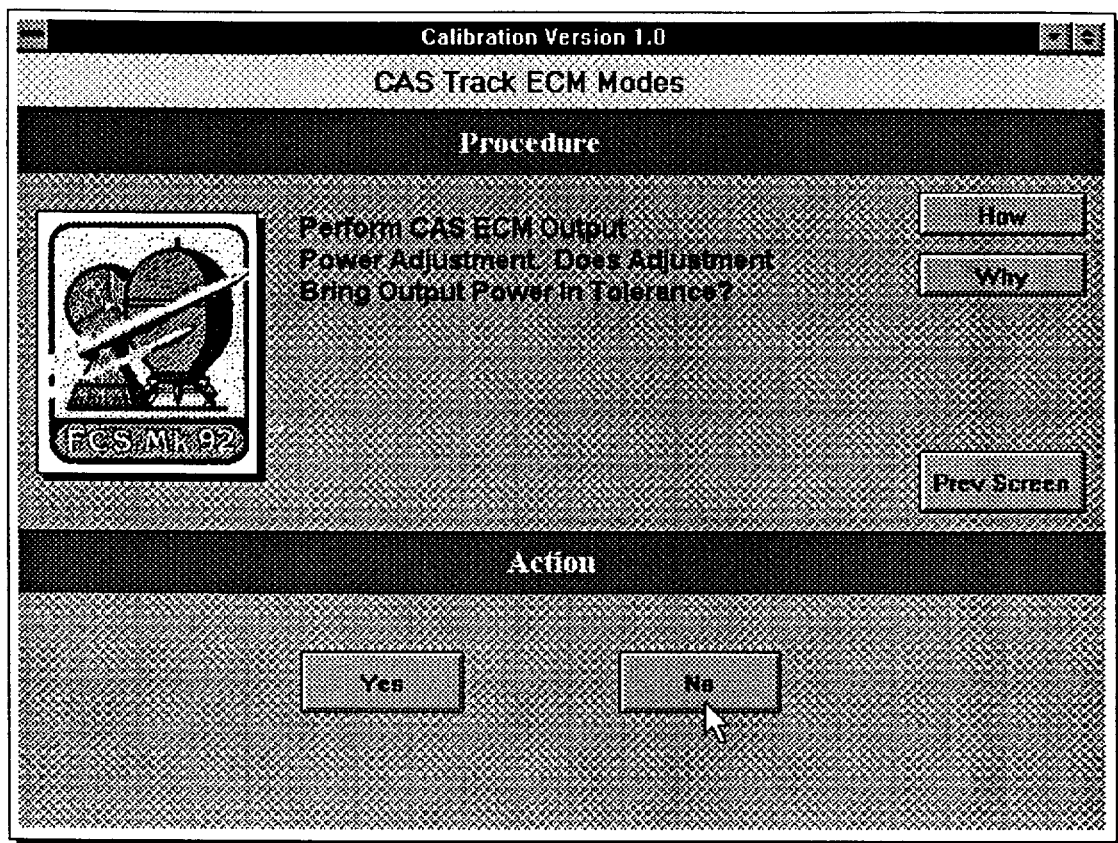 Calibration Version 1.0
CAS Track ECM Modes
Procedure
Perform CAS ECM Output
Power Adjustment. Does Adjustment
Bring Output Power in Tolerance?
How
Why
FCS Mk 92
Prev Screen
Action
Yes
No